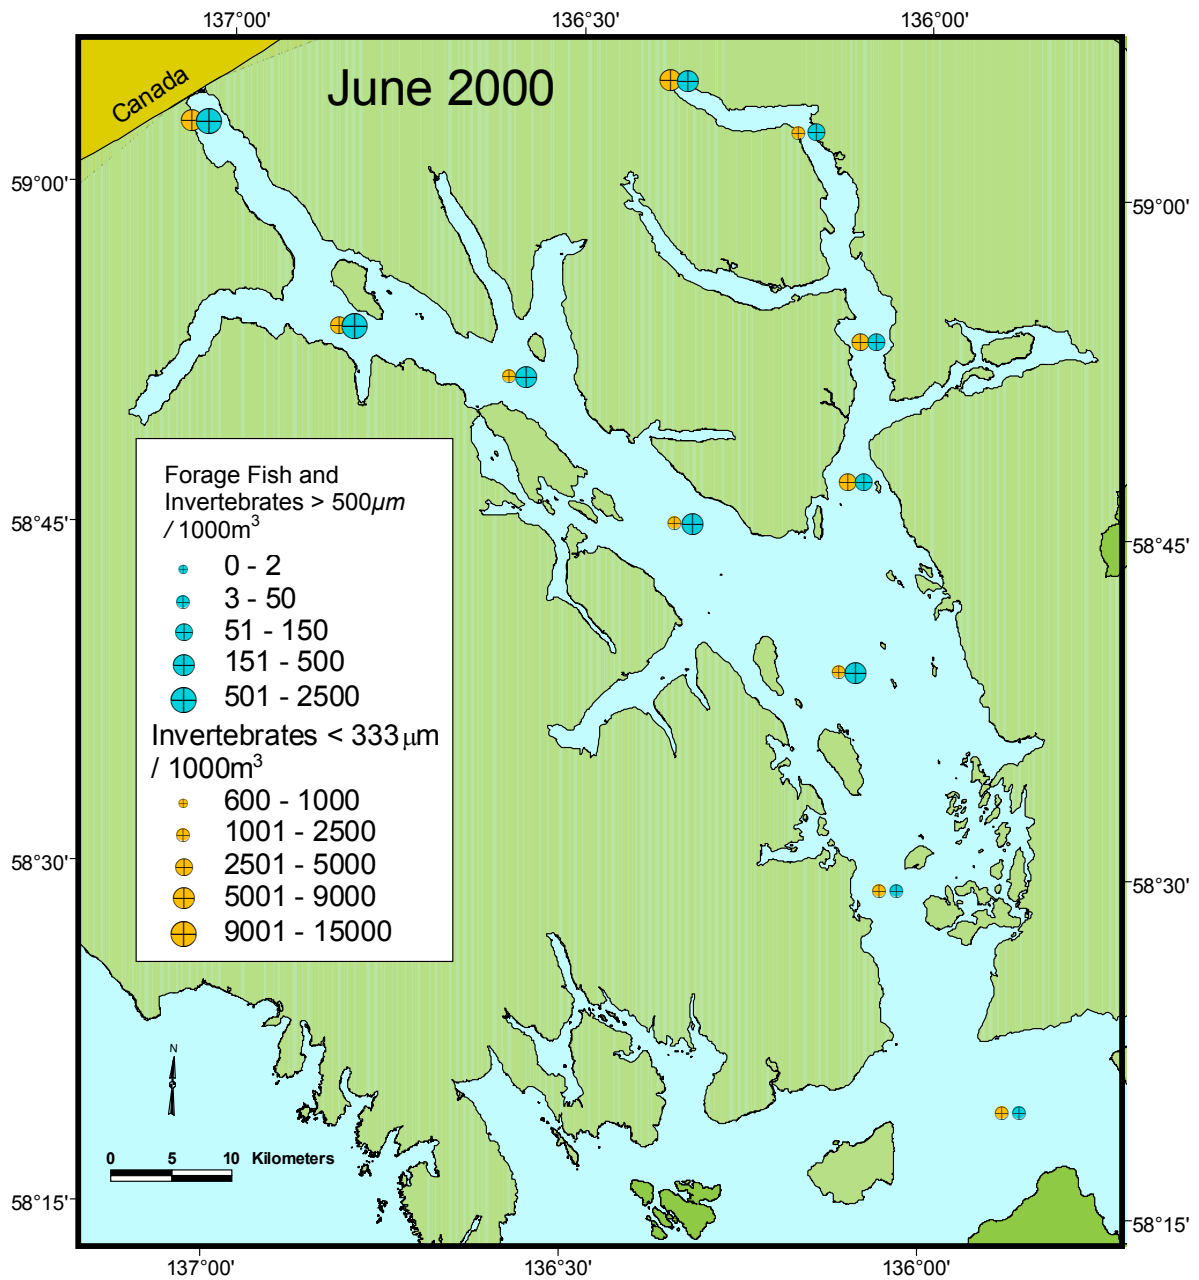 137°00' 136°30' 136°00'
June 2000
Canada
59°00'
59°00'
Forage Fish and
Invertebrates > 500µm
/ 1000m³
58°45'
58°45'
0 - 2
3 - 50
51 - 150
151 - 500
501 - 2500
Invertebrates < 333µm
/ 1000m³
600 - 1000
1001 - 2500
2501 - 5000
5001 - 9000
9001 - 15000
58°30'
58°30'
N
0 5 10 Kilometers
58°15'
58°15'
137°00' 136°30' 136°00'